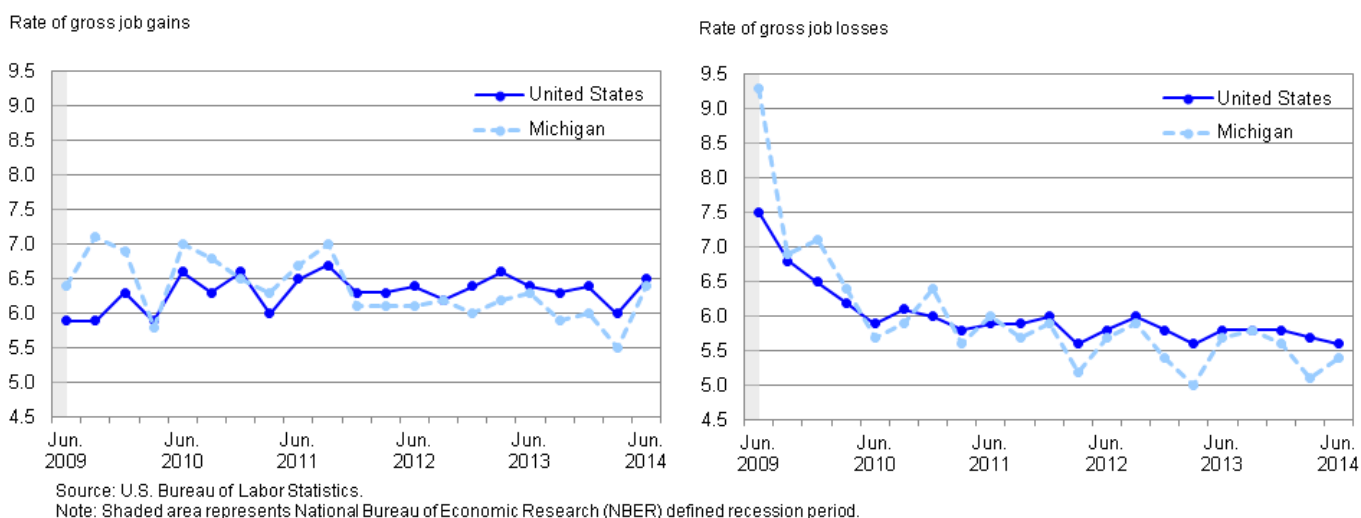 Rate of gross job gains
9.5
9.0
8.5
8.0
7.5
7.0
6.5
6.0
5.5
5.0
4.5
United States
Michigan
Jun. Jun. Jun. Jun. Jun. Jun.
2009 2010 2011 2012 2013 2014
Rate of gross job losses
9.5
9.0
8.5
8.0
7.5
7.0
6.5
6.0
5.5
5.0
4.5
United States
Michigan
Jun. Jun. Jun. Jun. Jun. Jun.
2009 2010 2011 2012 2013 2014
Source: U.S. Bureau of Labor Statistics.
Note: Shaded area represents National Bureau of Economic Research (NBER) defined recession period.